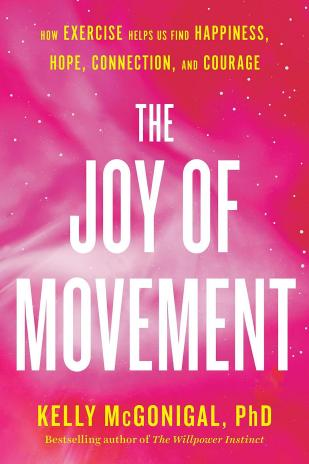 HOW EXERCISE HELPS US FIND HAPPINESS,
HOPE, CONNECTION, AND COURAGE
THE
JOY OF
MOVEMENT
KELLY McGONIGAL, PhD
Bestselling author of The Willpower Instinct